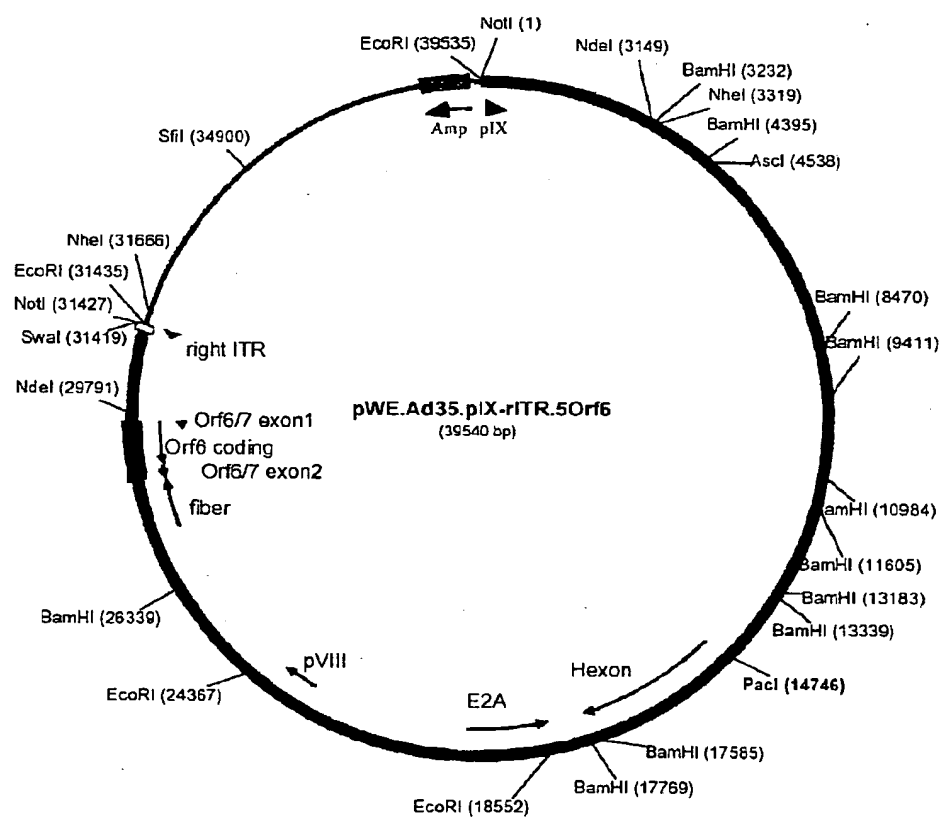 NotI (1)
EcoRI (39535)
NdeI (3149)
BamHI (3232)
NheI (3319)
BamHI (4395)
AscI (4538)
Amp pIX
SfiI (34900)
NheI (31666)
EcoRI (31435)
NotI (31427)
SwaI (31419)
right ITR
NdeI (29791)
BamHI (8470)
BamHI (9411)
pWE.Ad35.pIX-rITR.5Orf6
(39540 bp)
Orf6/7 exon1
Orf6 coding
Orf6/7 exon2
fiber
amHI (10984)
BamHI (11605)
BamHI (13183)
BamHI (13339)
BamHI (26339)
pVIII
Hexon
PacI (14746)
EcoRI (24367)
E2A
BamHI (17585)
BamHI (17769)
EcoRI (18552)